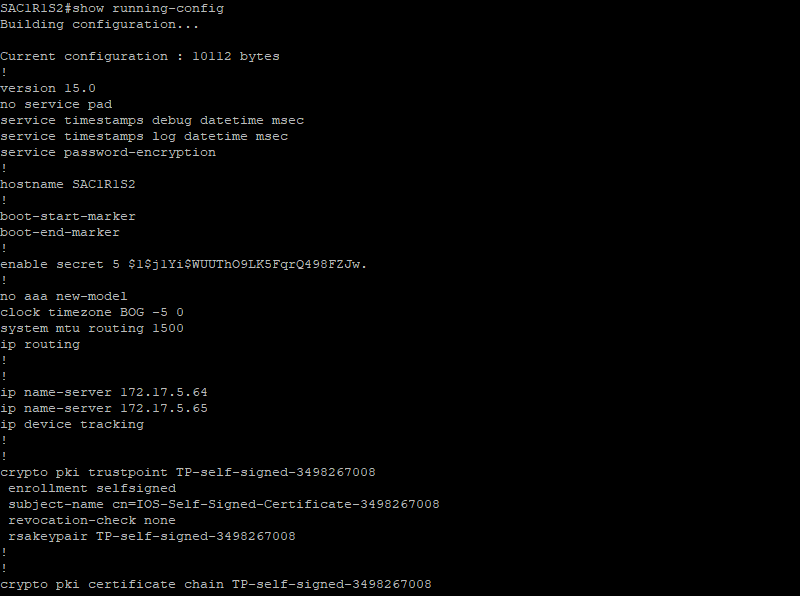 SAC1R1S2#show running-config
Building configuration...
Current configuration : 10112 bytes
!
version 15.0
no service pad
service timestamps debug datetime msec
service timestamps log datetime msec
service password-encryption
!
hostname SAC1R1S2
!
boot-start-marker
boot-end-marker
!
enable secret 5 $1$j1Yi$WUUThO9LK5FqrQ498FZJw.
!
no aaa new-model
clock timezone BOG -5 0
system mtu routing 1500
ip routing
!
!
ip name-server 172.17.5.64
ip name-server 172.17.5.65
ip device tracking
!
!
crypto pki trustpoint TP-self-signed-3498267008
 enrollment selfsigned
 subject-name cn=IOS-Self-Signed-Certificate-3498267008
 revocation-check none
 rsakeypair TP-self-signed-3498267008
!
!
crypto pki certificate chain TP-self-signed-3498267008